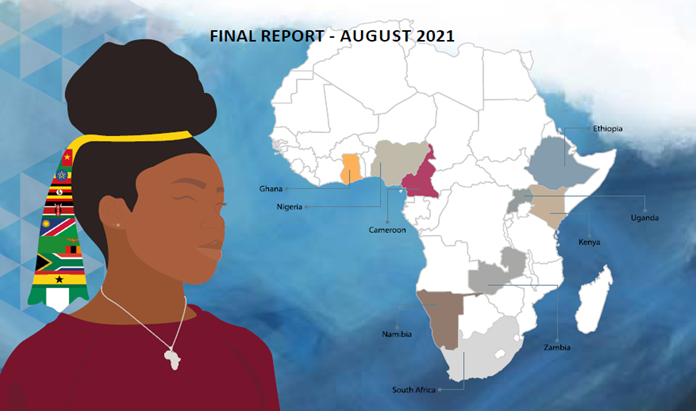 FINAL REPORT - AUGUST 2021
Ethiopia
Ghana
Nigeria
Uganda
Cameroon
Kenya
Namibia
Zambia
South Africa